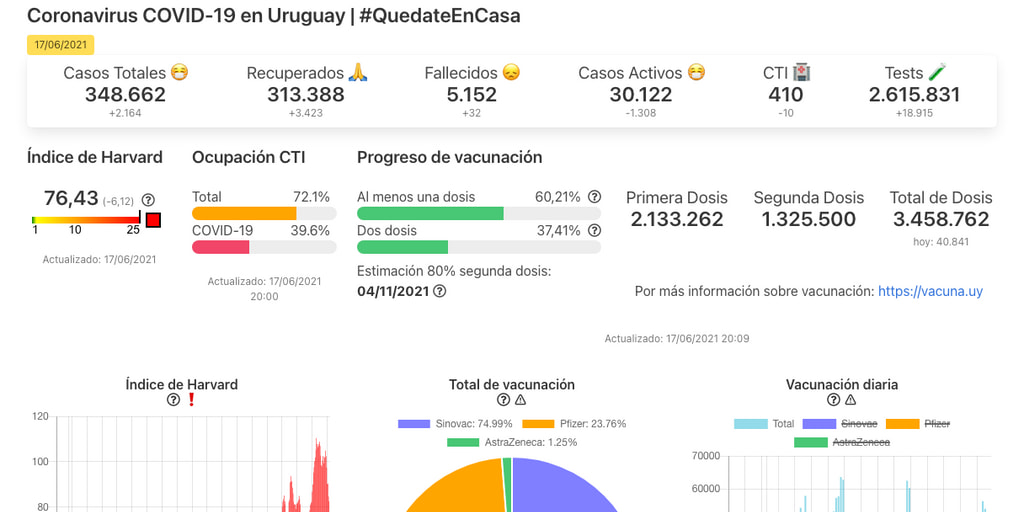 Coronavirus COVID-19 en Uruguay | #QuedateEnCasa
17/06/2021
Casos Totales 😷 Recuperados 🙏 Fallecidos 😞 Casos Activos 😷 CTI 🏥 Tests 🧪
348.662 313.388 5.152 30.122 410 2.615.831
+2.164 +3.423 +32 -1.308 -10 +18.915
Índice de Harvard Ocupación CTI Progreso de vacunación
76,43 (-6,12)
1 10 25
Actualizado: 17/06/2021
Total 72.1%
COVID-19 39.6%
Actualizado: 17/06/2021
20:00
Al menos una dosis 60,21%
Dos dosis 37,41%
Estimación 80% segunda dosis:
04/11/2021
Primera Dosis Segunda Dosis Total de Dosis
2.133.262 1.325.500 3.458.762
hoy: 40.841
Por más información sobre vacunación: https://vacuna.uy
Actualizado: 17/06/2021 20:09
Índice de Harvard
❗
120
100
80
Total de vacunación
⚠
Sinovac: 74.99% Pfizer: 23.76%
AstraZeneca: 1.25%
Vacunación diaria
⚠
Total Sinovac Pfizer
AstraZeneca
70000
60000